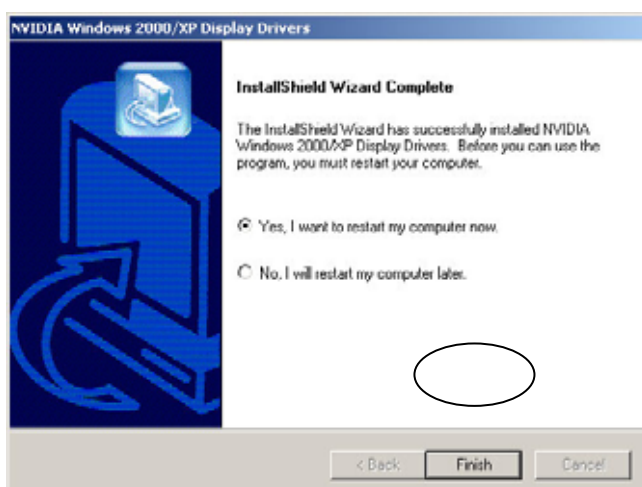 NVIDIA Windows 2000/XP Display Drivers
InstallShield Wizard Complete
The InstallShield Wizard has successfully installed NVIDIA
Windows 2000/XP Display Drivers. Before you can use the
program, you must restart your computer.
Yes, I want to restart my computer now.
No, I will restart my computer later.
< Back
Finish
Cancel